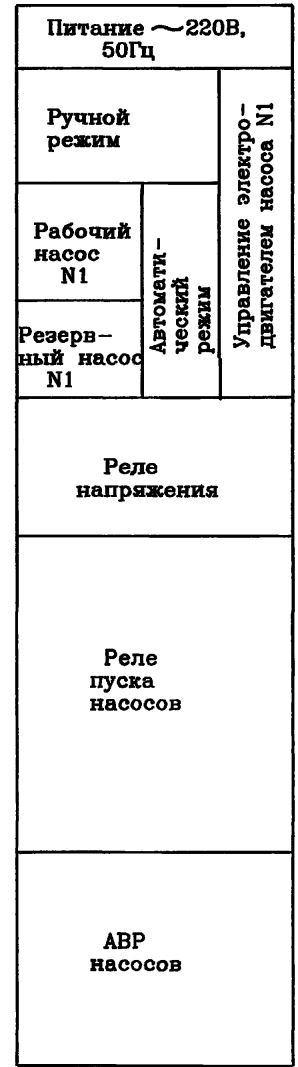 Питание ~220В,
50Гц
Ручной
режим
Рабочий
насос
N1
Резерв-
ный насос
N1
Автомати-
ческий
режим
Управление электро-
двигателем насоса N1
Реле
напряжения
Реле
пуска
насосов
АВР
насосов